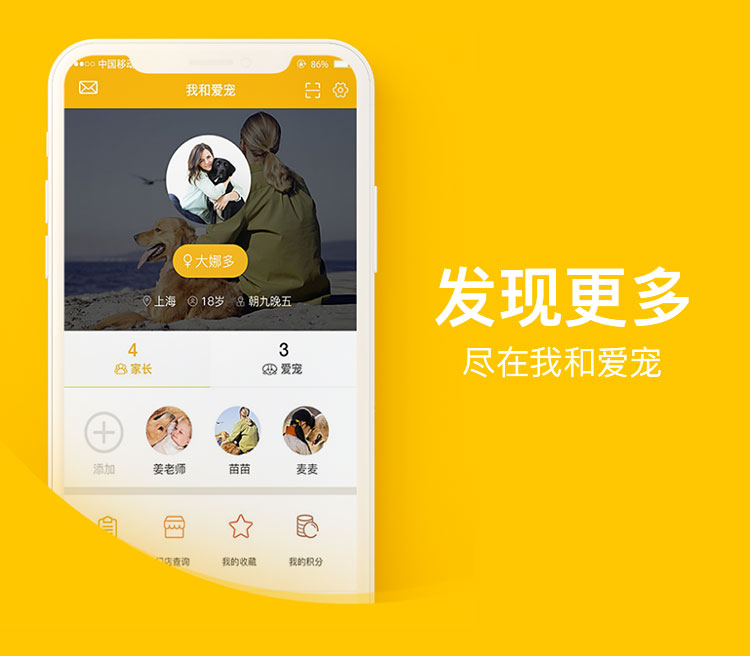 中国移动
86%
我和爱宠
大娜多
上海 18岁 朝九晚五
4 3
家长 爱宠
添加 姜老师 苗苗 麦麦
门店查询 我的收藏 我的积分
发现更多
尽在我和爱宠